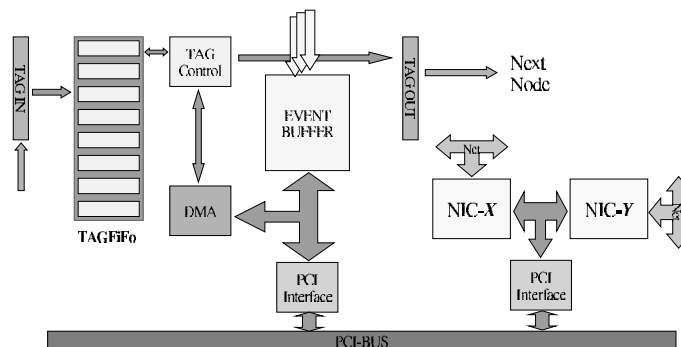 TAG IN
TAGFiFo
TAG
Control
DMA
EVENT
BUFFER
TAG OUT
Next
Node
Net
NIC-X
NIC-Y
Net
PCI
Interface
PCI
Interface
PCI-BUS